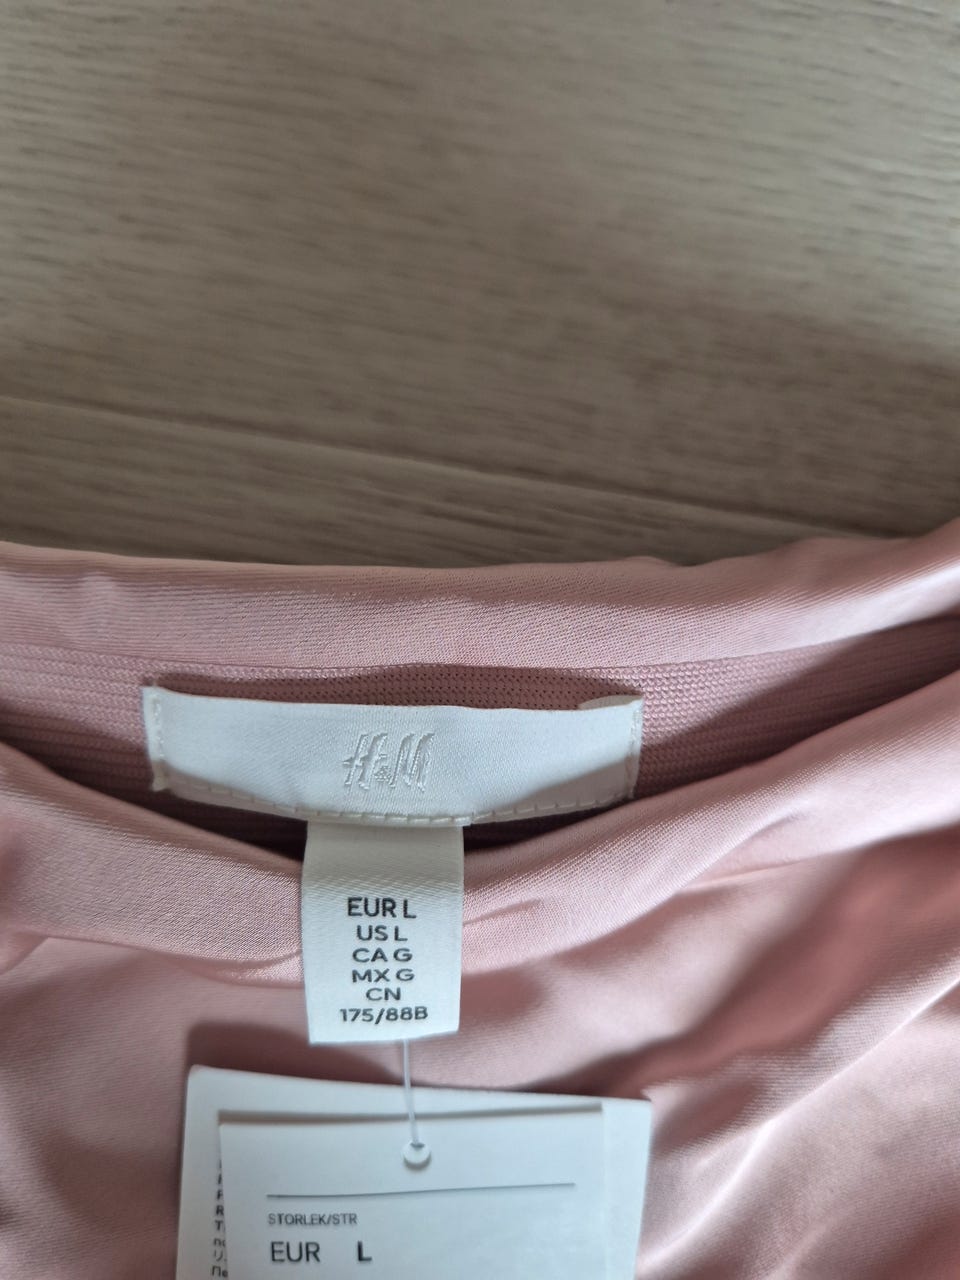 H&M
EUR L
US L
CA G
MX G
CN
175/88B
STORLEK/STR
EUR L